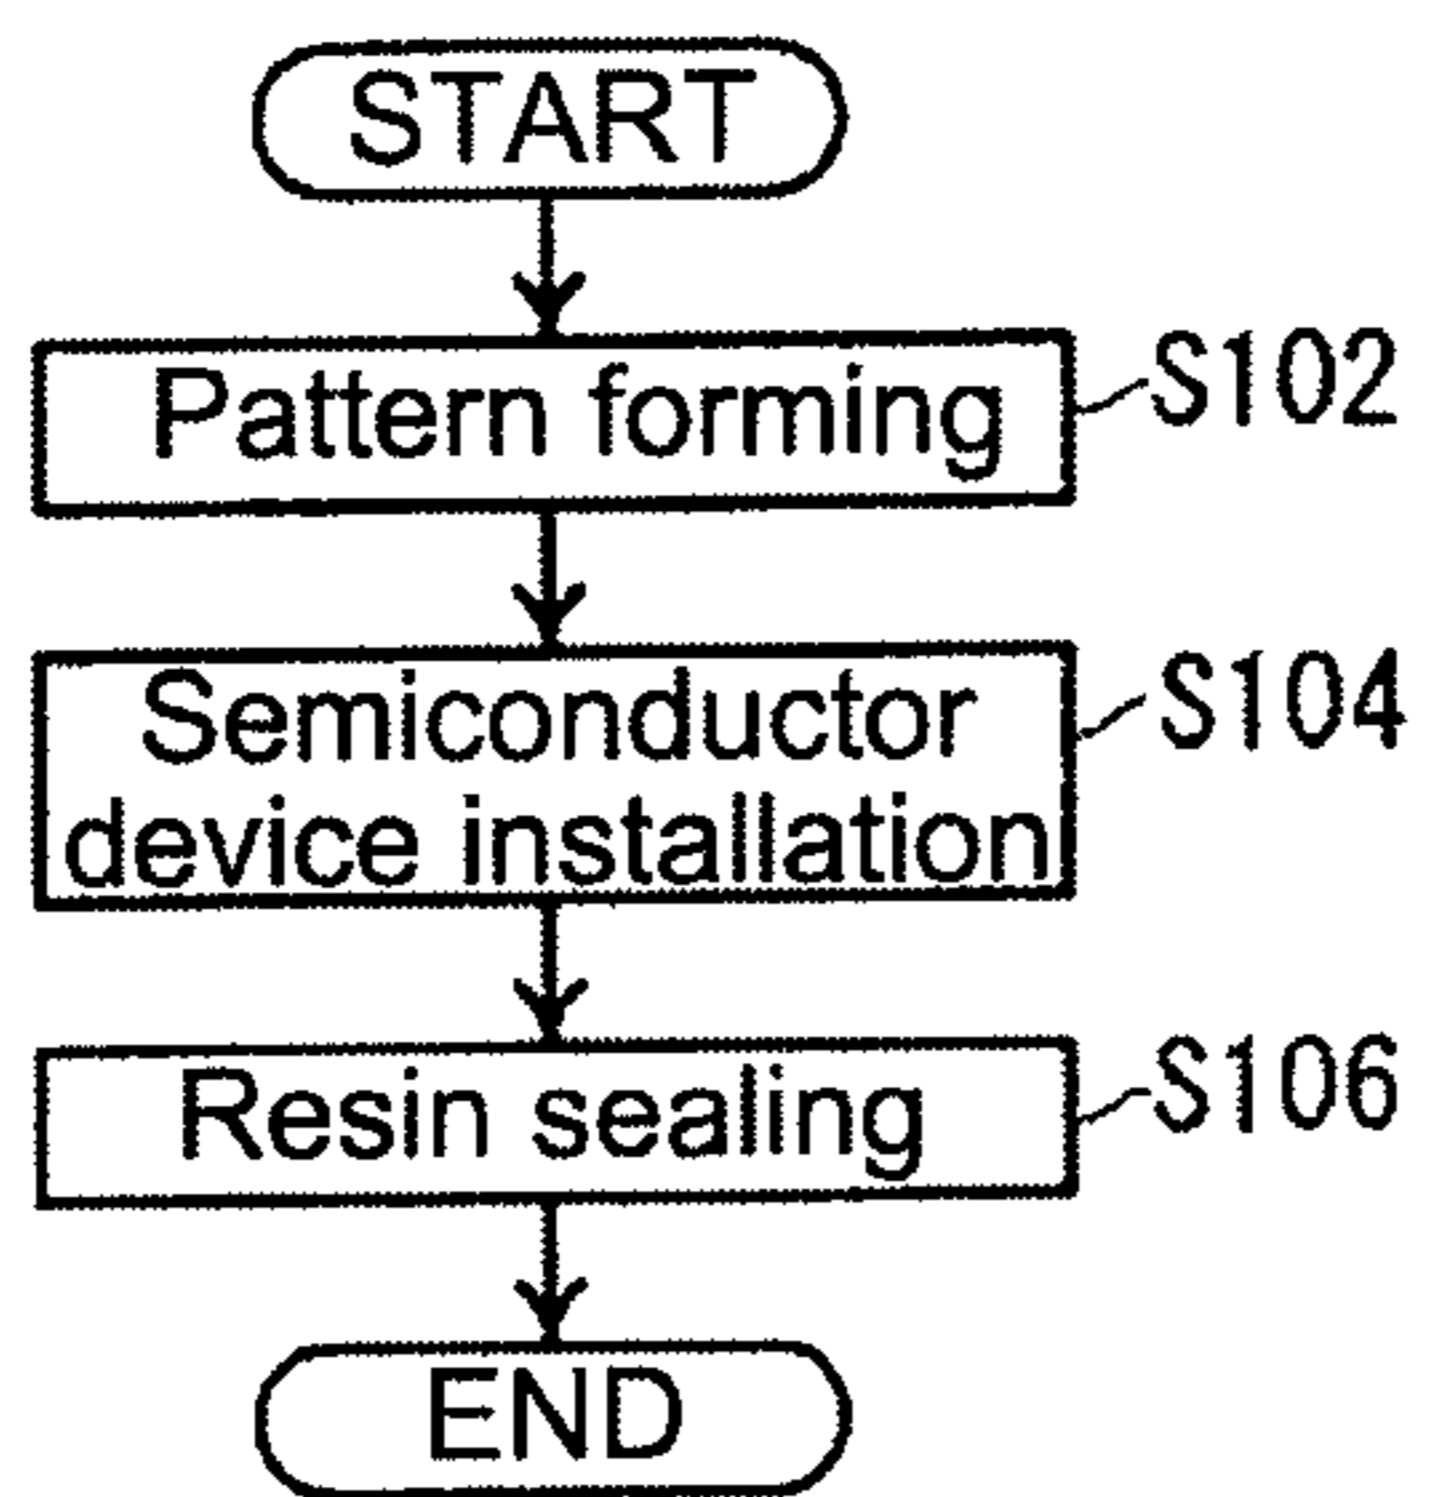 START
Pattern forming
S102
Semiconductor
device installation
S104
Resin sealing
S106
END